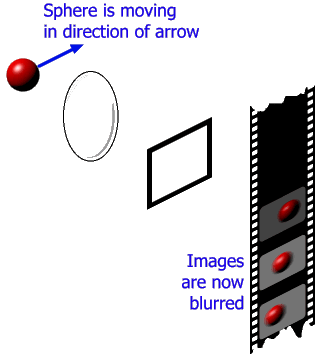 Sphere is moving
in direction of arrow
Images
are now
blurred